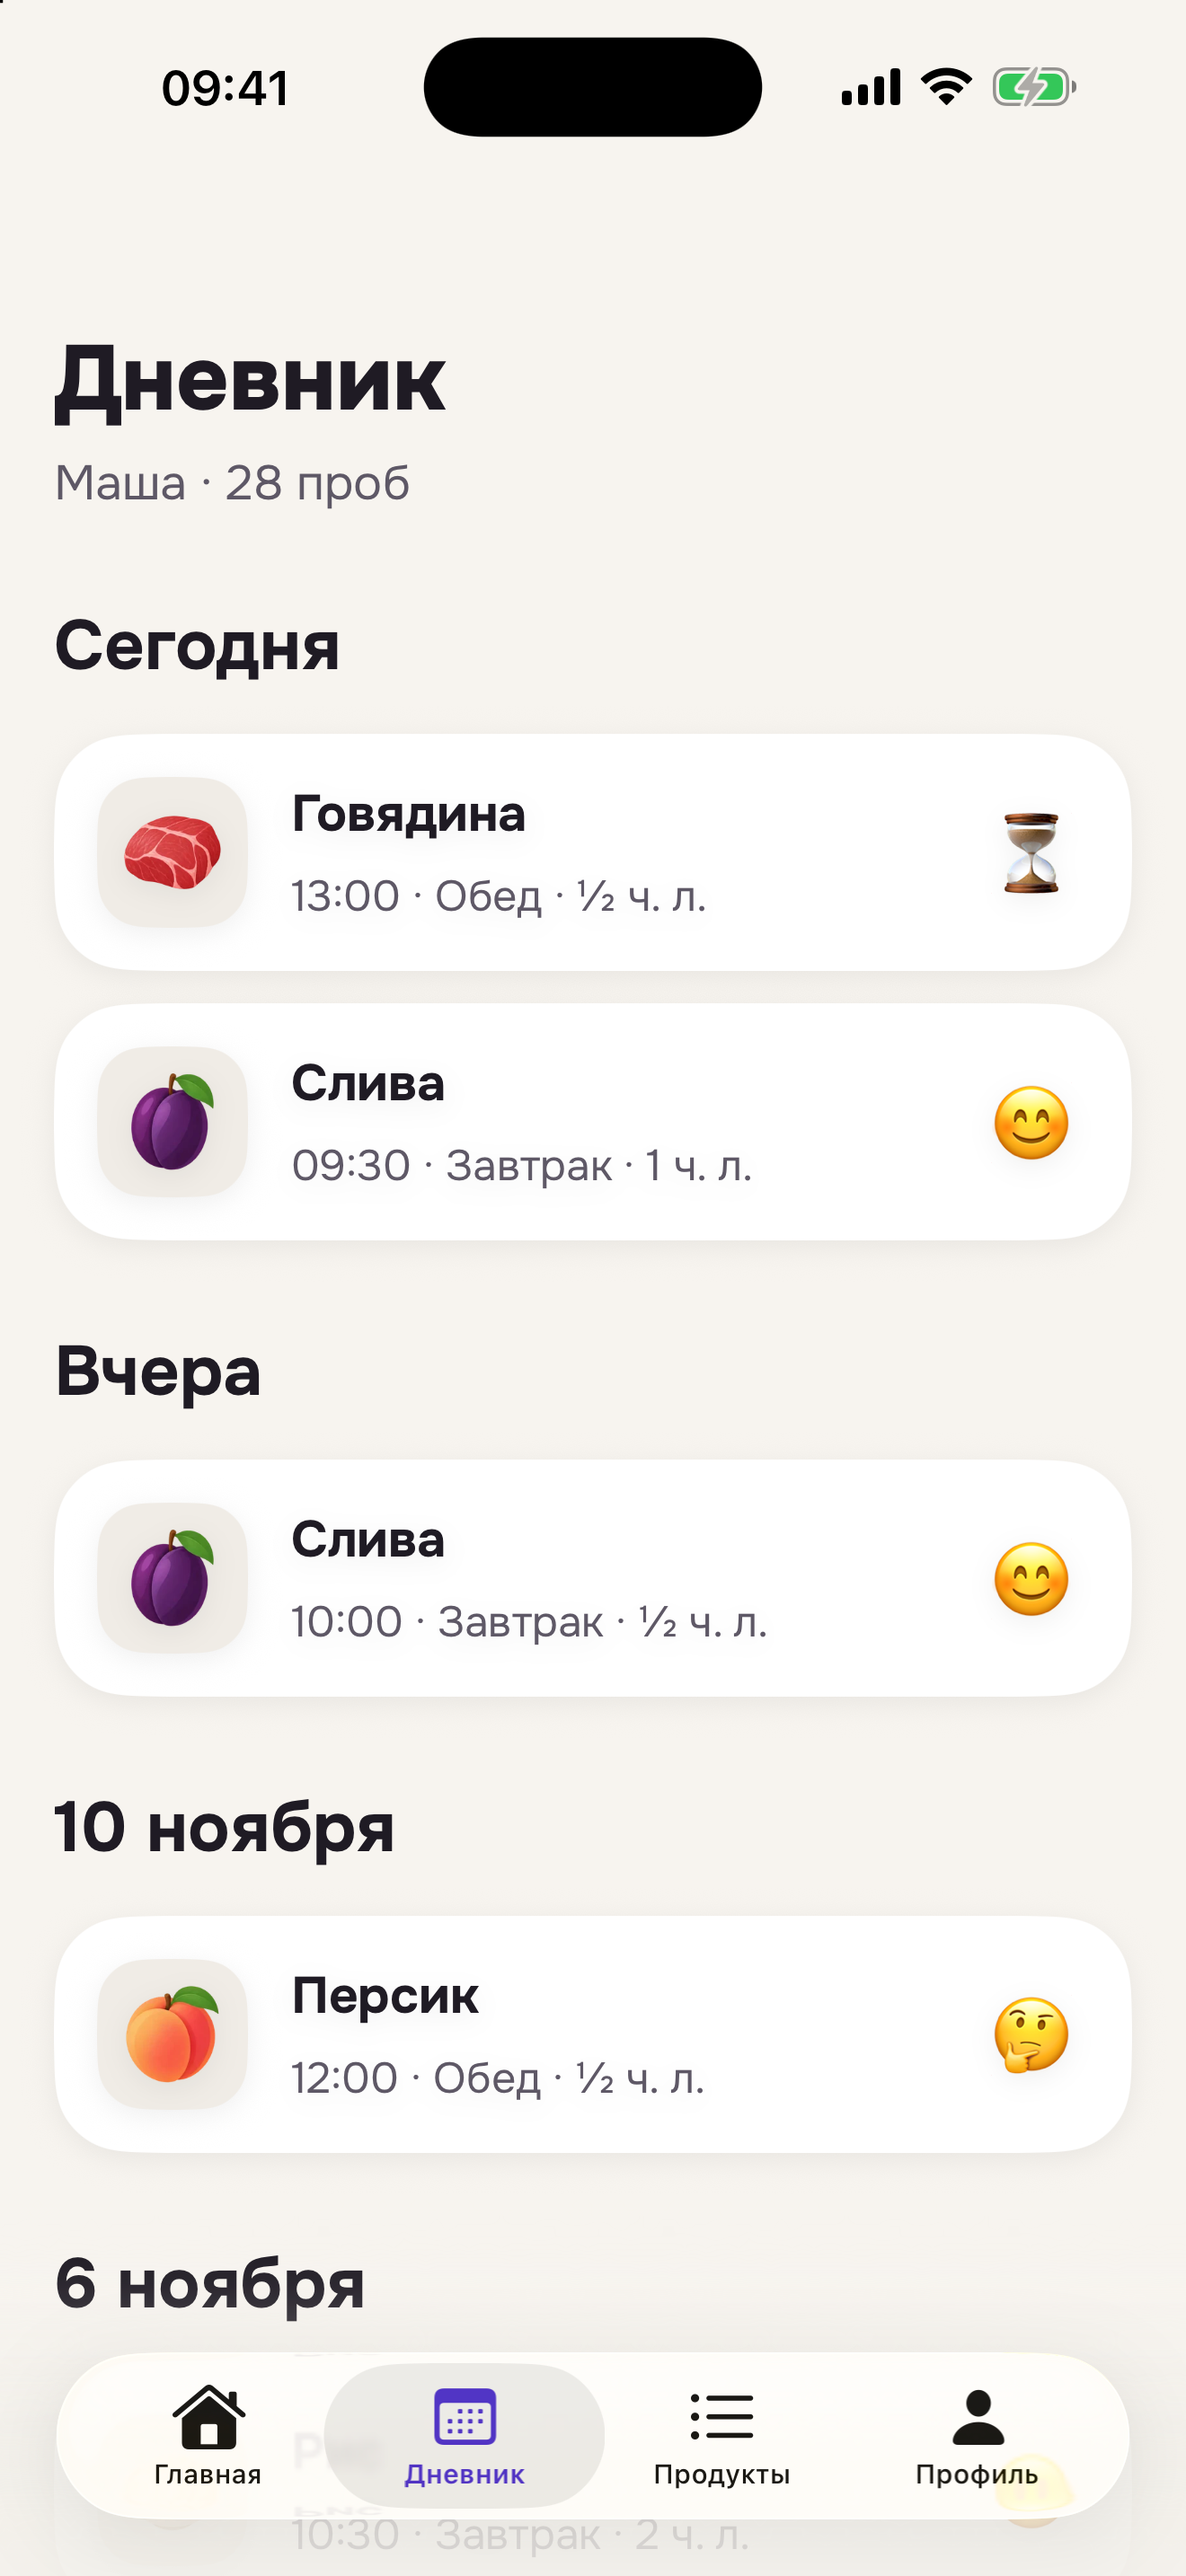 09:41
Дневник
Маша · 28 проб
Сегодня
Говядина
13:00 · Обед · ½ ч. л.
Слива
09:30 · Завтрак · 1 ч. л.
Вчера
Слива
10:00 · Завтрак · ½ ч. л.
10 ноября
Персик
12:00 · Обед · ½ ч. л.
6 ноября
Главная
Дневник
Продукты
Профиль
10:30 · Завтрак · 2 ч. л.